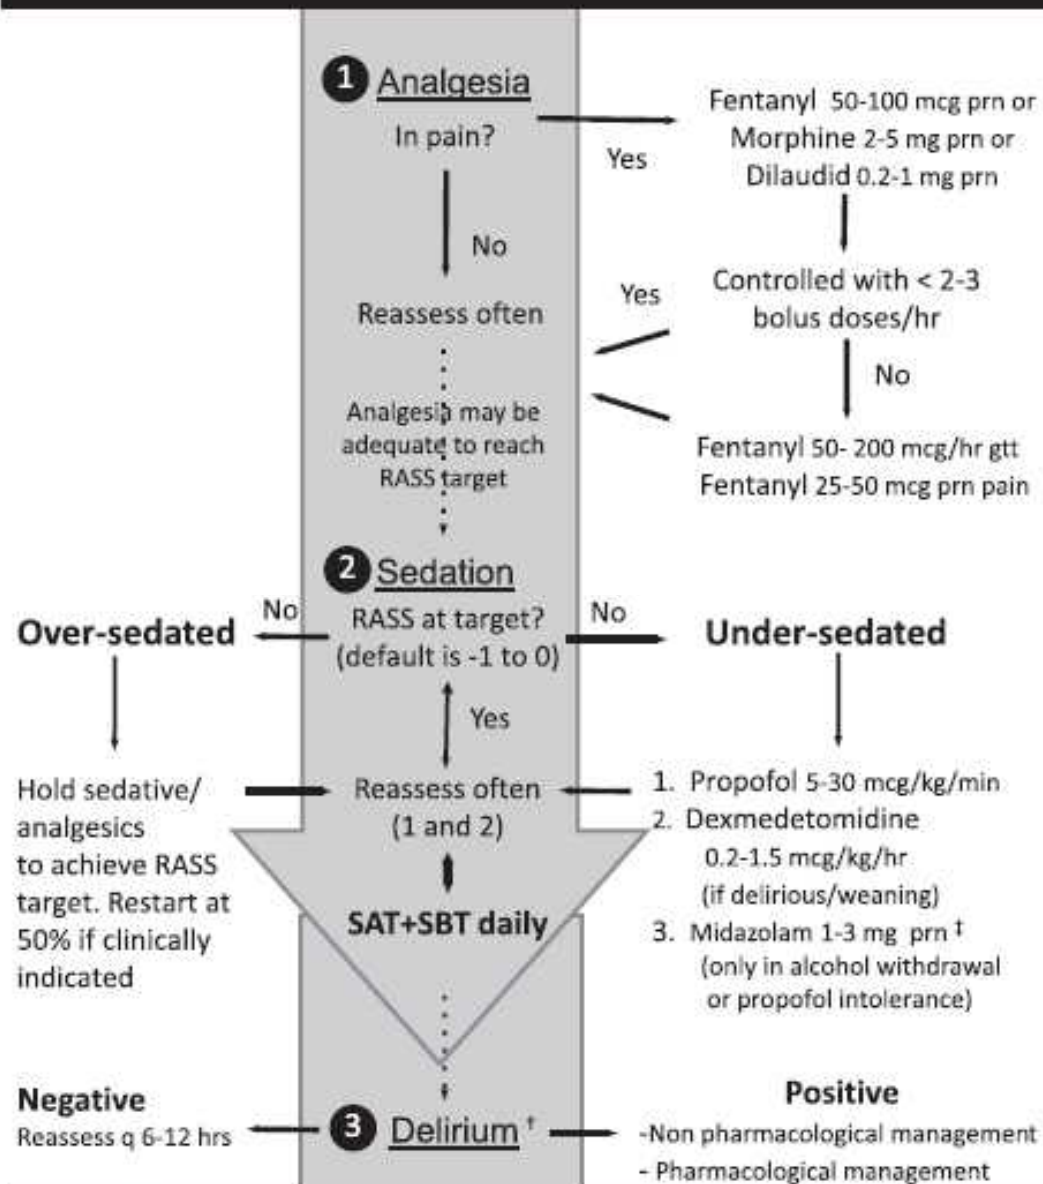 1 Analgesia
In pain?
Yes
Fentanyl 50-100 mcg prn or
Morphine 2-5 mg prn or
Dilaudid 0.2-1 mg prn
No
Reassess often
Yes
Controlled with < 2-3
bolus doses/hr
No
Analgesia may be
adequate to reach
RASS target
Fentanyl 50- 200 mcg/hr gtt
Fentanyl 25-50 mcg prn pain
2 Sedation
RASS at target?
(default is -1 to 0)
No
Over-sedated
No
Under-sedated
Yes
Hold sedative/
analgesics
to achieve RASS
target. Restart at
50% if clinically
indicated
Reassess often
(1 and 2)
1. Propofol 5-30 mcg/kg/min
2. Dexmedetomidine
0.2-1.5 mcg/kg/hr
(if delirious/weaning)
3. Midazolam 1-3 mg prn ‡
(only in alcohol withdrawal
or propofol intolerance)
SAT+SBT daily
Negative
Reassess q 6-12 hrs
3 Delirium †
Positive
-Non pharmacological management
- Pharmacological management